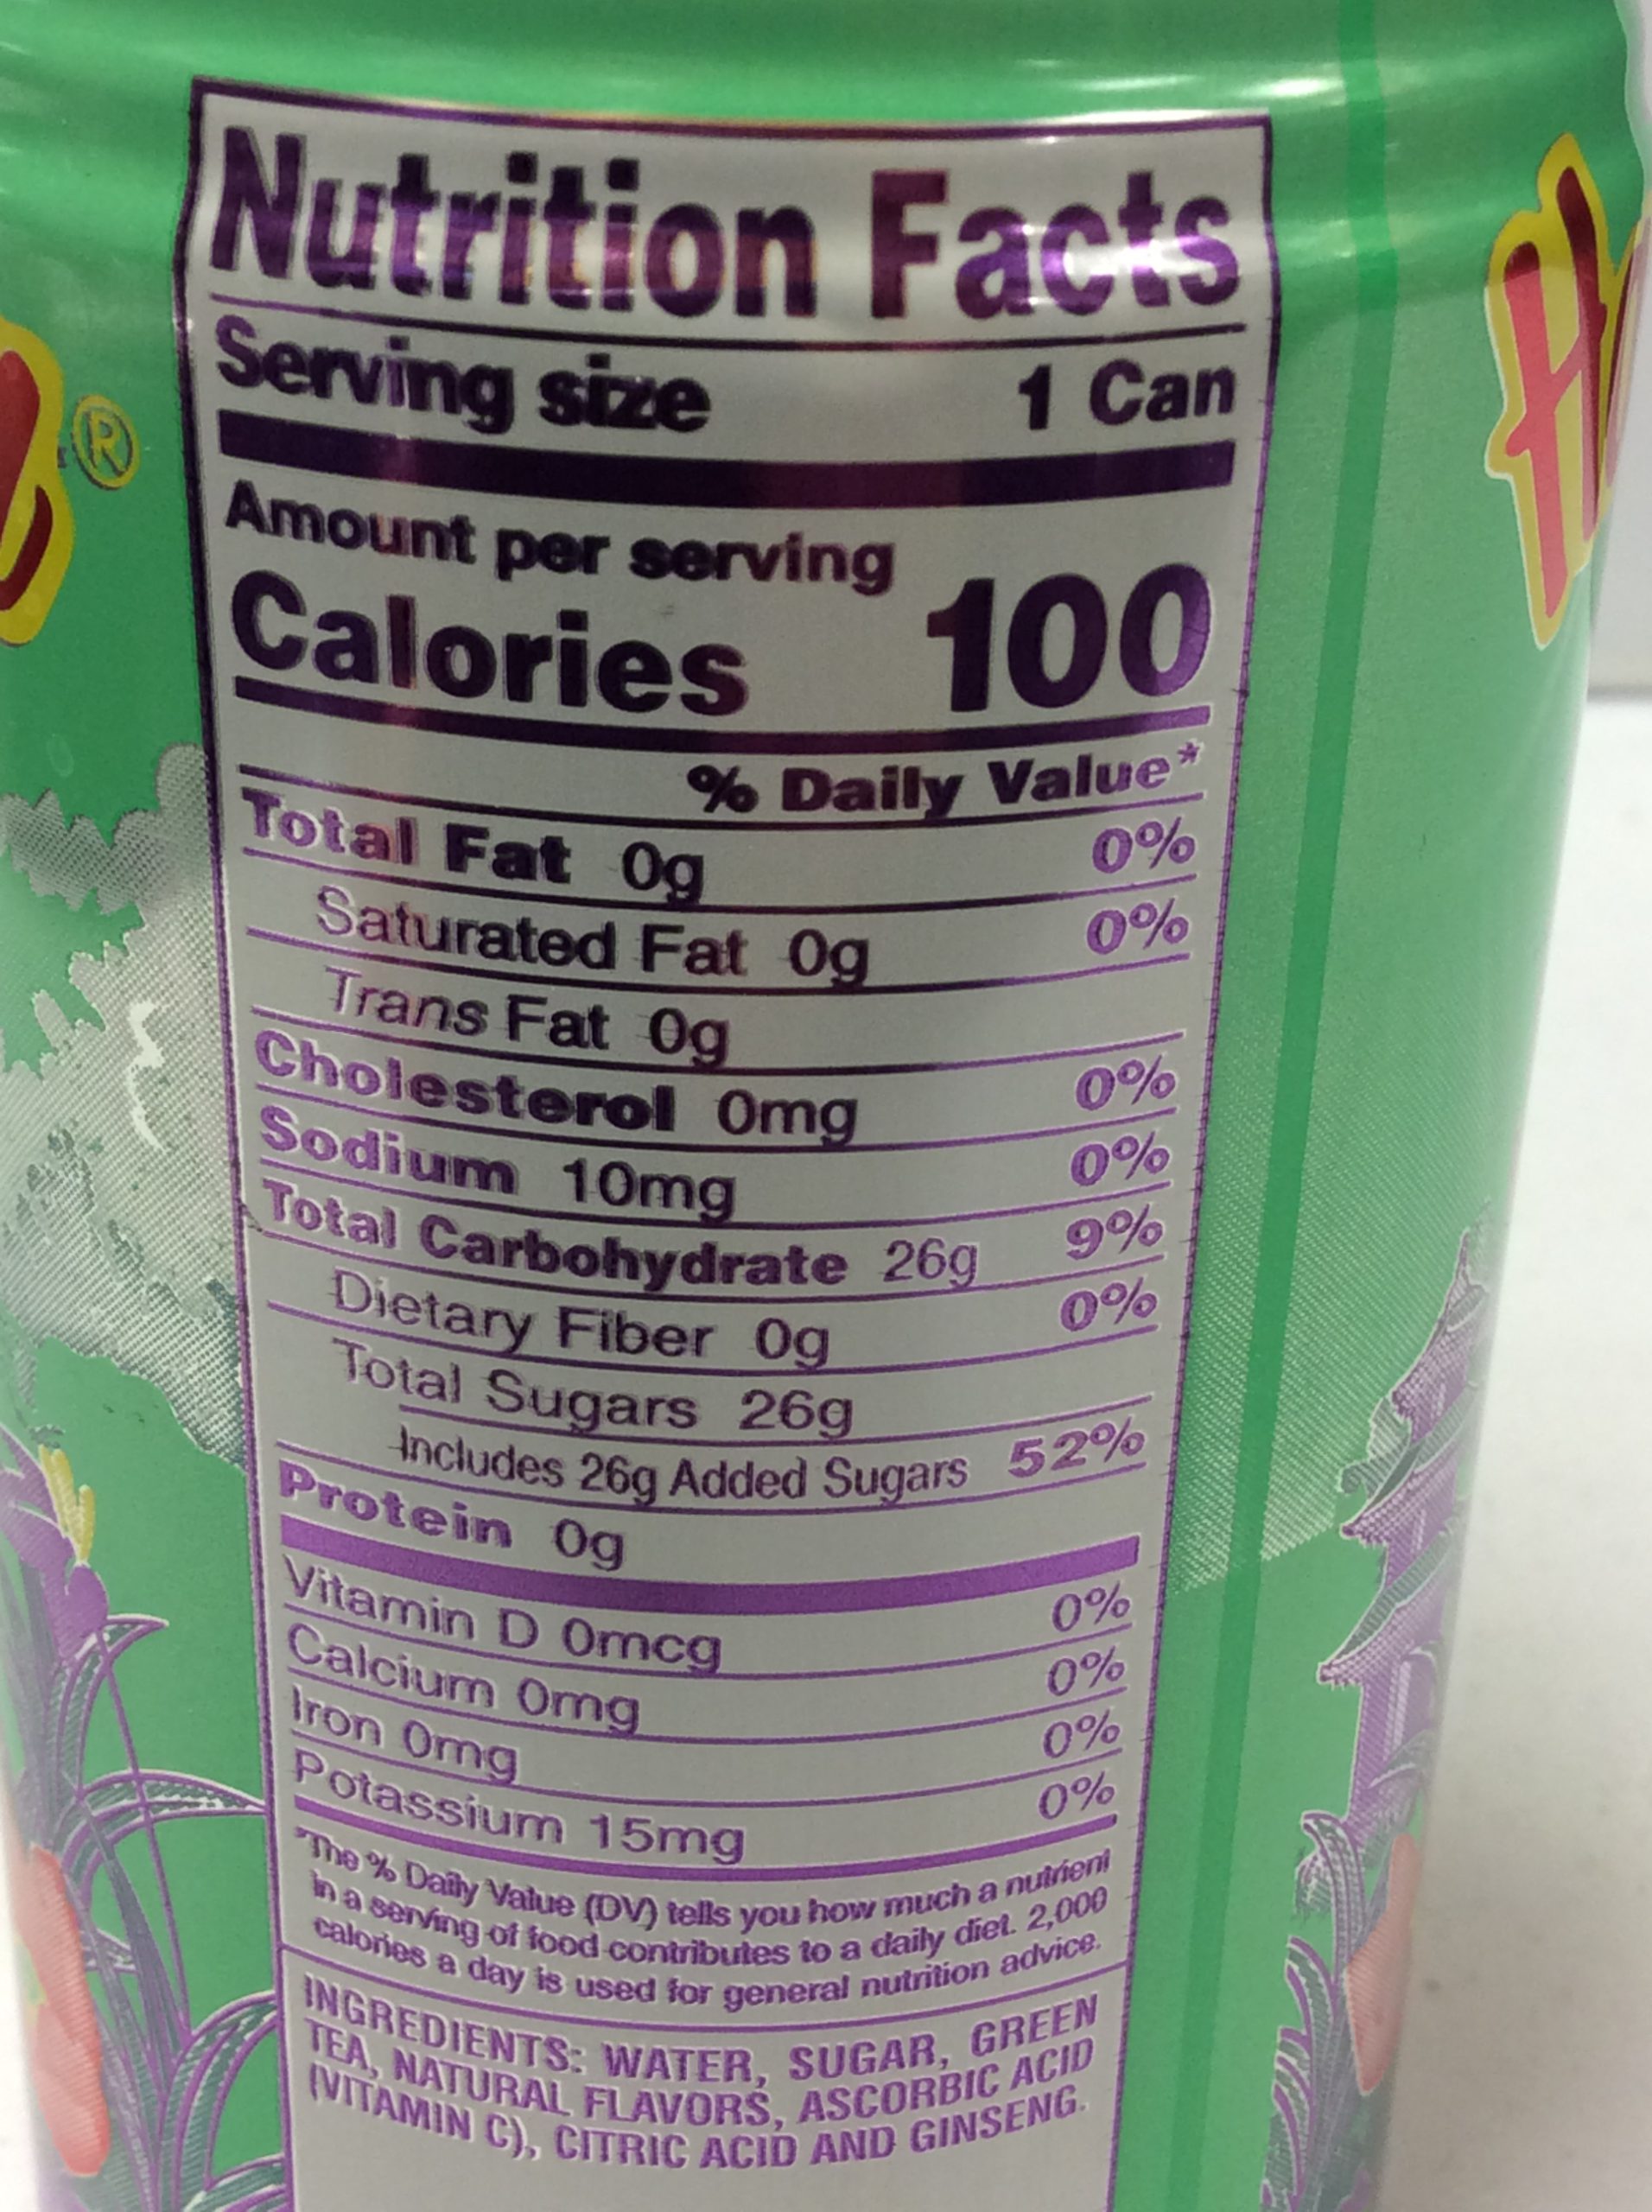 Nutrition Facts
Serving size 1 Can
Amount per serving
Calories 100
% Daily Value*
Total Fat 0g 0%
Saturated Fat 0g 0%
Trans Fat 0g
Cholesterol 0mg 0%
Sodium 10mg 0%
Total Carbohydrate 26g 9%
Dietary Fiber 0g 0%
Total Sugars 26g
Includes 26g Added Sugars 52%
Protein 0g
Vitamin D 0mcg 0%
Calcium 0mg 0%
Iron 0mg 0%
Potassium 15mg 0%
*The % Daily Value (DV) tells you how much a nutrient
in a serving of food contributes to a daily diet. 2,000
calories a day is used for general nutrition advice.
INGREDIENTS: WATER, SUGAR, GREEN
TEA, NATURAL FLAVORS, ASCORBIC ACID
(VITAMIN C), CITRIC ACID AND GINSENG.
®